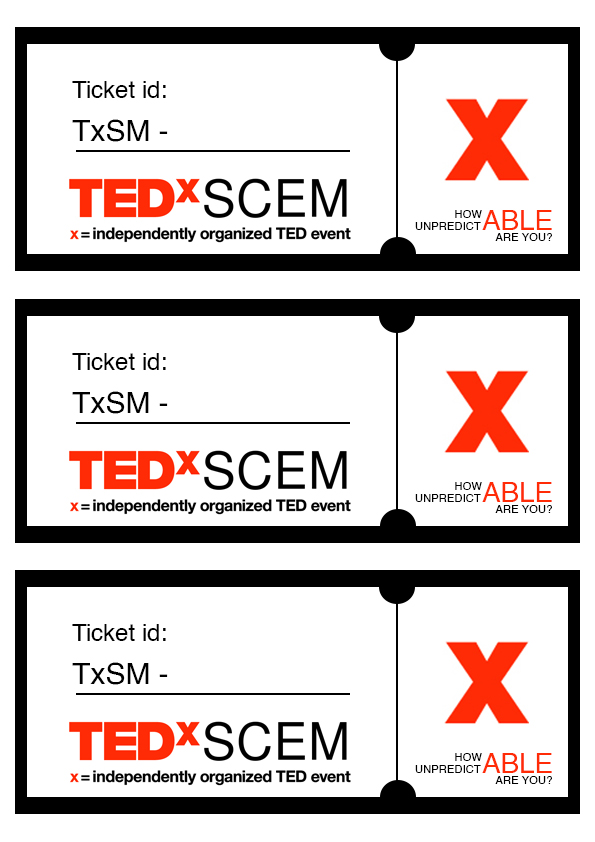 Ticket id:
TxSM -
TEDxSCEM
x = independently organized TED event
X
HOW
UNPREDICTABLE
ARE YOU?
Ticket id:
TxSM -
TEDxSCEM
x = independently organized TED event
X
HOW
UNPREDICTABLE
ARE YOU?
Ticket id:
TxSM -
TEDxSCEM
x = independently organized TED event
X
HOW
UNPREDICTABLE
ARE YOU?